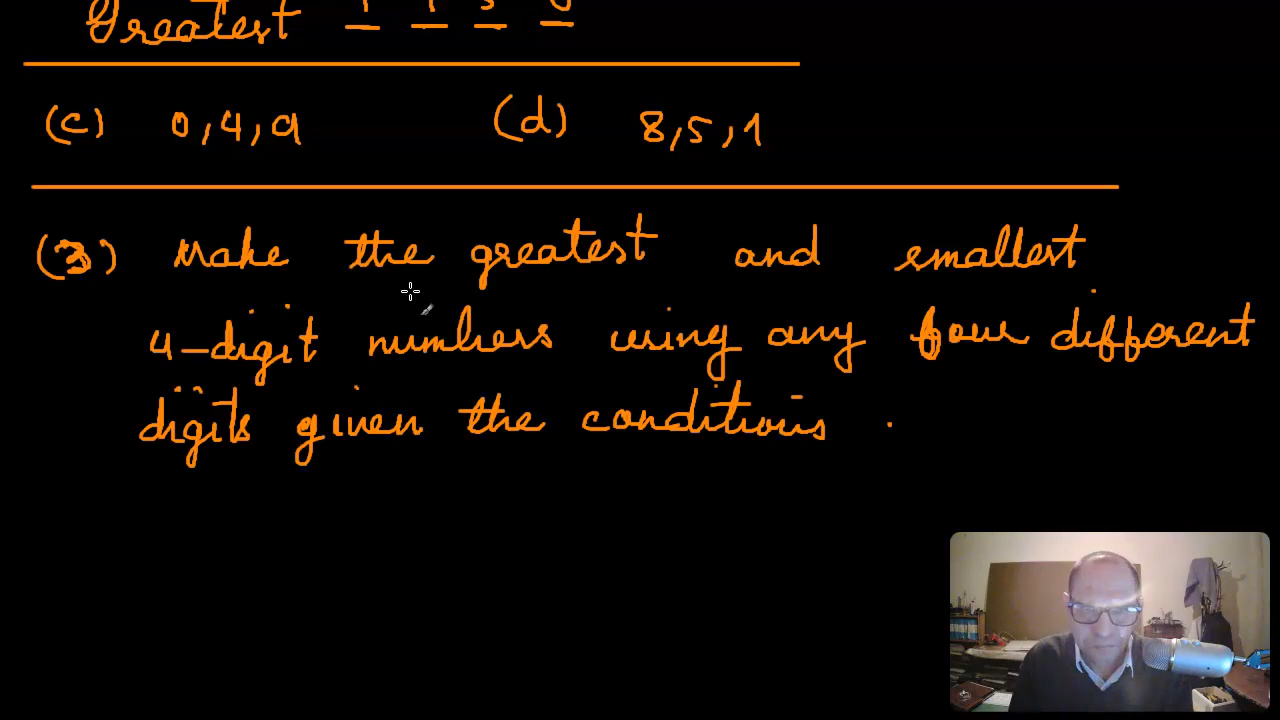 Greatest
(c) 0,4,9 (d) 8,5,1
(3) Make the greatest and smallest
4-digit numbers using any four different
digits given the conditions.